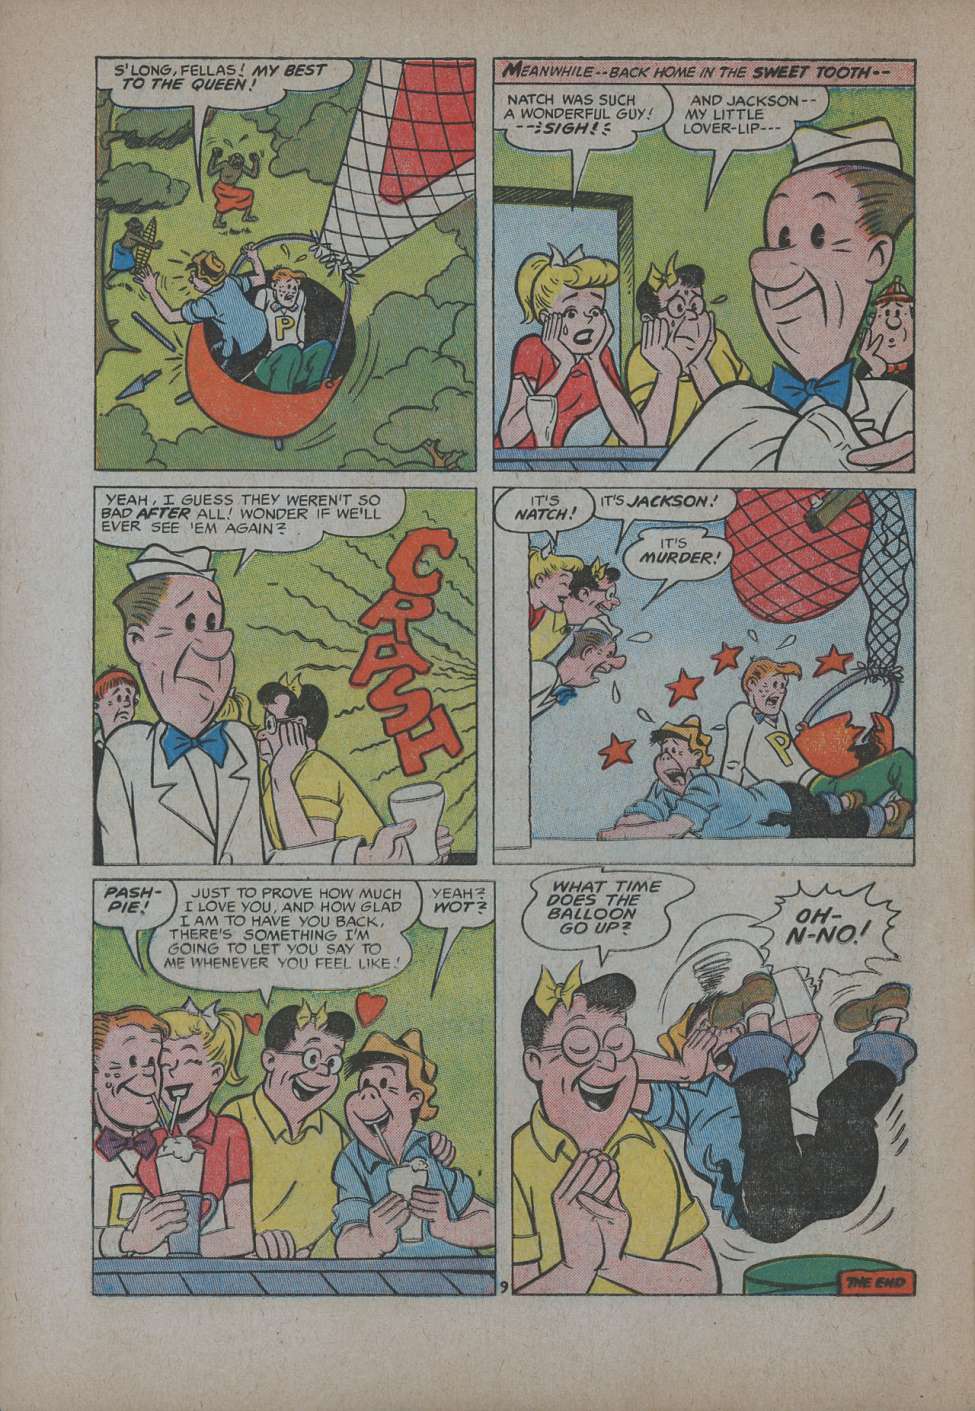 S'LONG, FELLAS! MY BEST
TO THE QUEEN!
P
MEANWHILE--BACK HOME IN THE SWEET TOOTH--
NATCH WAS SUCH
A WONDERFUL GUY!
--:SIGH!:
AND JACKSON--
MY LITTLE
LOVER-LIP---
YEAH, I GUESS THEY WEREN'T SO
BAD AFTER ALL! WONDER IF WE'LL
EVER SEE 'EM AGAIN?
CRASH
IT'S
NATCH!
IT'S JACKSON!
IT'S
MURDER!
P
PASH-
PIE!
JUST TO PROVE HOW MUCH
I LOVE YOU, AND HOW GLAD
I AM TO HAVE YOU BACK,
THERE'S SOMETHING I'M
GOING TO LET YOU SAY TO
ME WHENEVER YOU FEEL LIKE!
YEAH?
WOT?
WHAT TIME
DOES THE
BALLOON
GO UP?
OH-
N-NO!
9
THE END